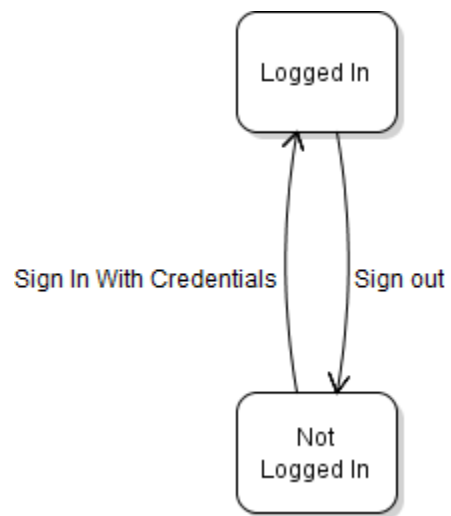 Logged In
Sign In With Credentials
Sign out
Not
Logged In